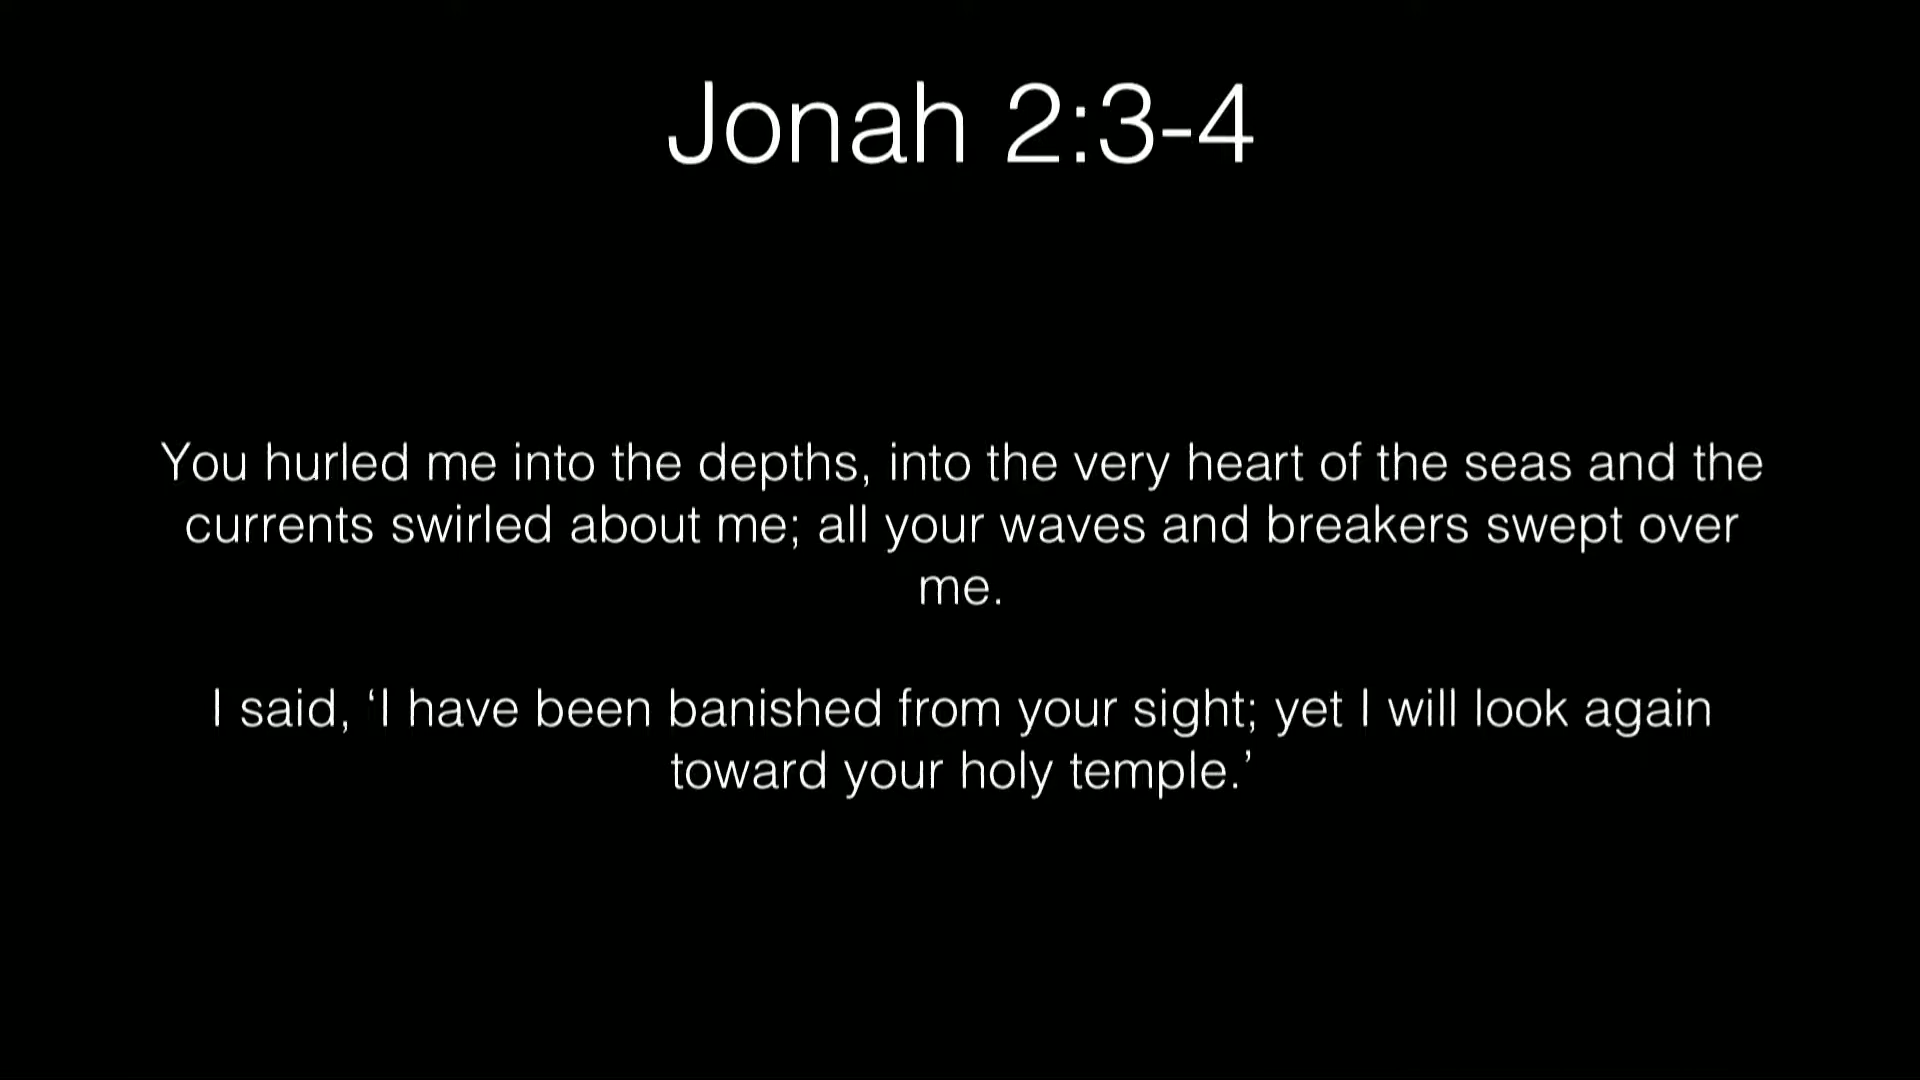 Jonah 2:3-4
You hurled me into the depths, into the very heart of the seas and the
currents swirled about me; all your waves and breakers swept over
me.
I said, ‘I have been banished from your sight; yet I will look again
toward your holy temple.’